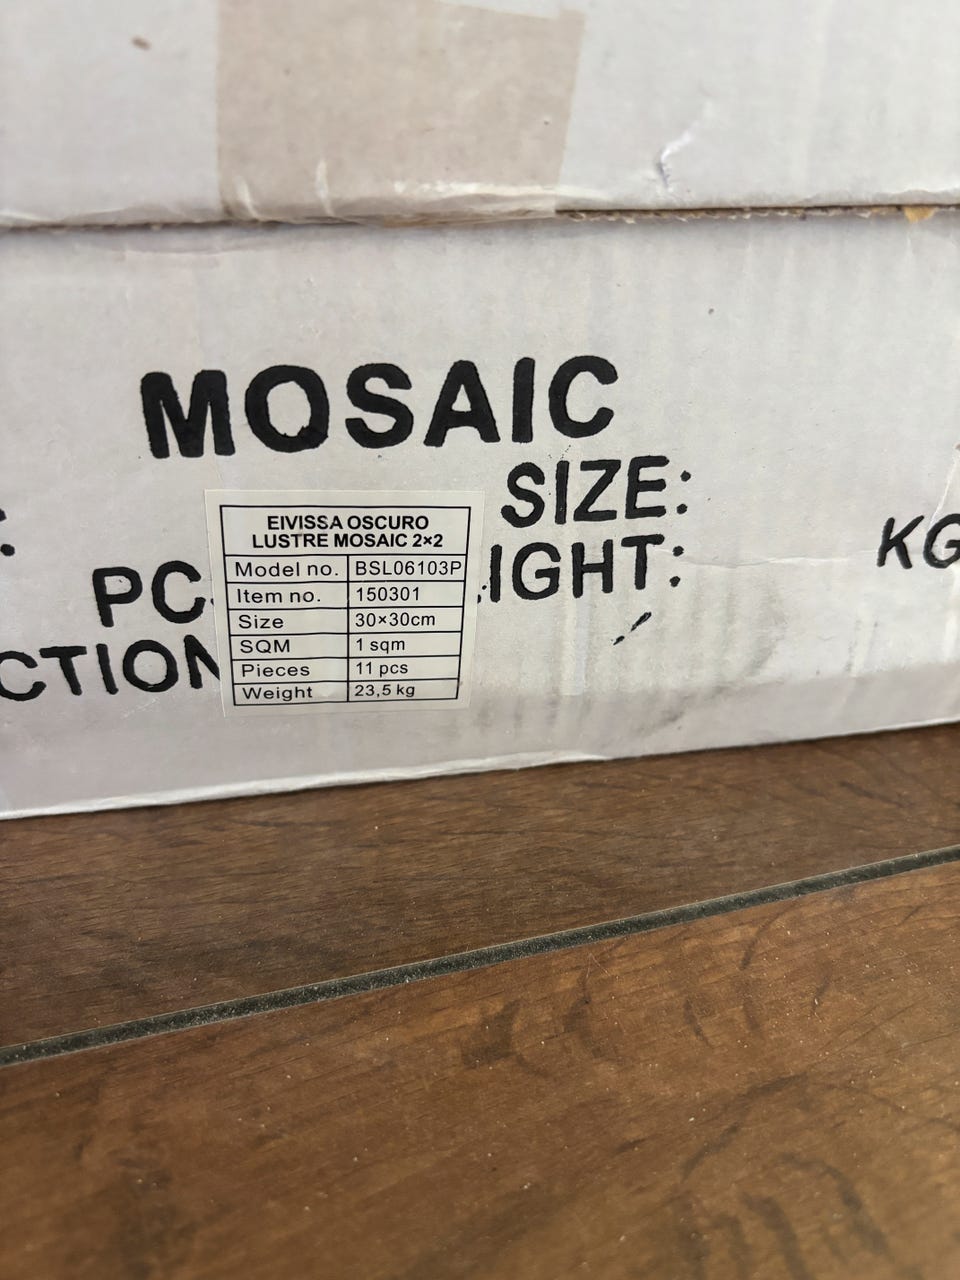 MOSAIC
SIZE:
KG
PC
IGHT:
CTION
EIVISSA OSCURO
LUSTRE MOSAIC 2×2
Model no. BSL06103P
Item no. 150301
Size 30×30cm
SQM 1 sqm
Pieces 11 pcs
Weight 23,5 kg